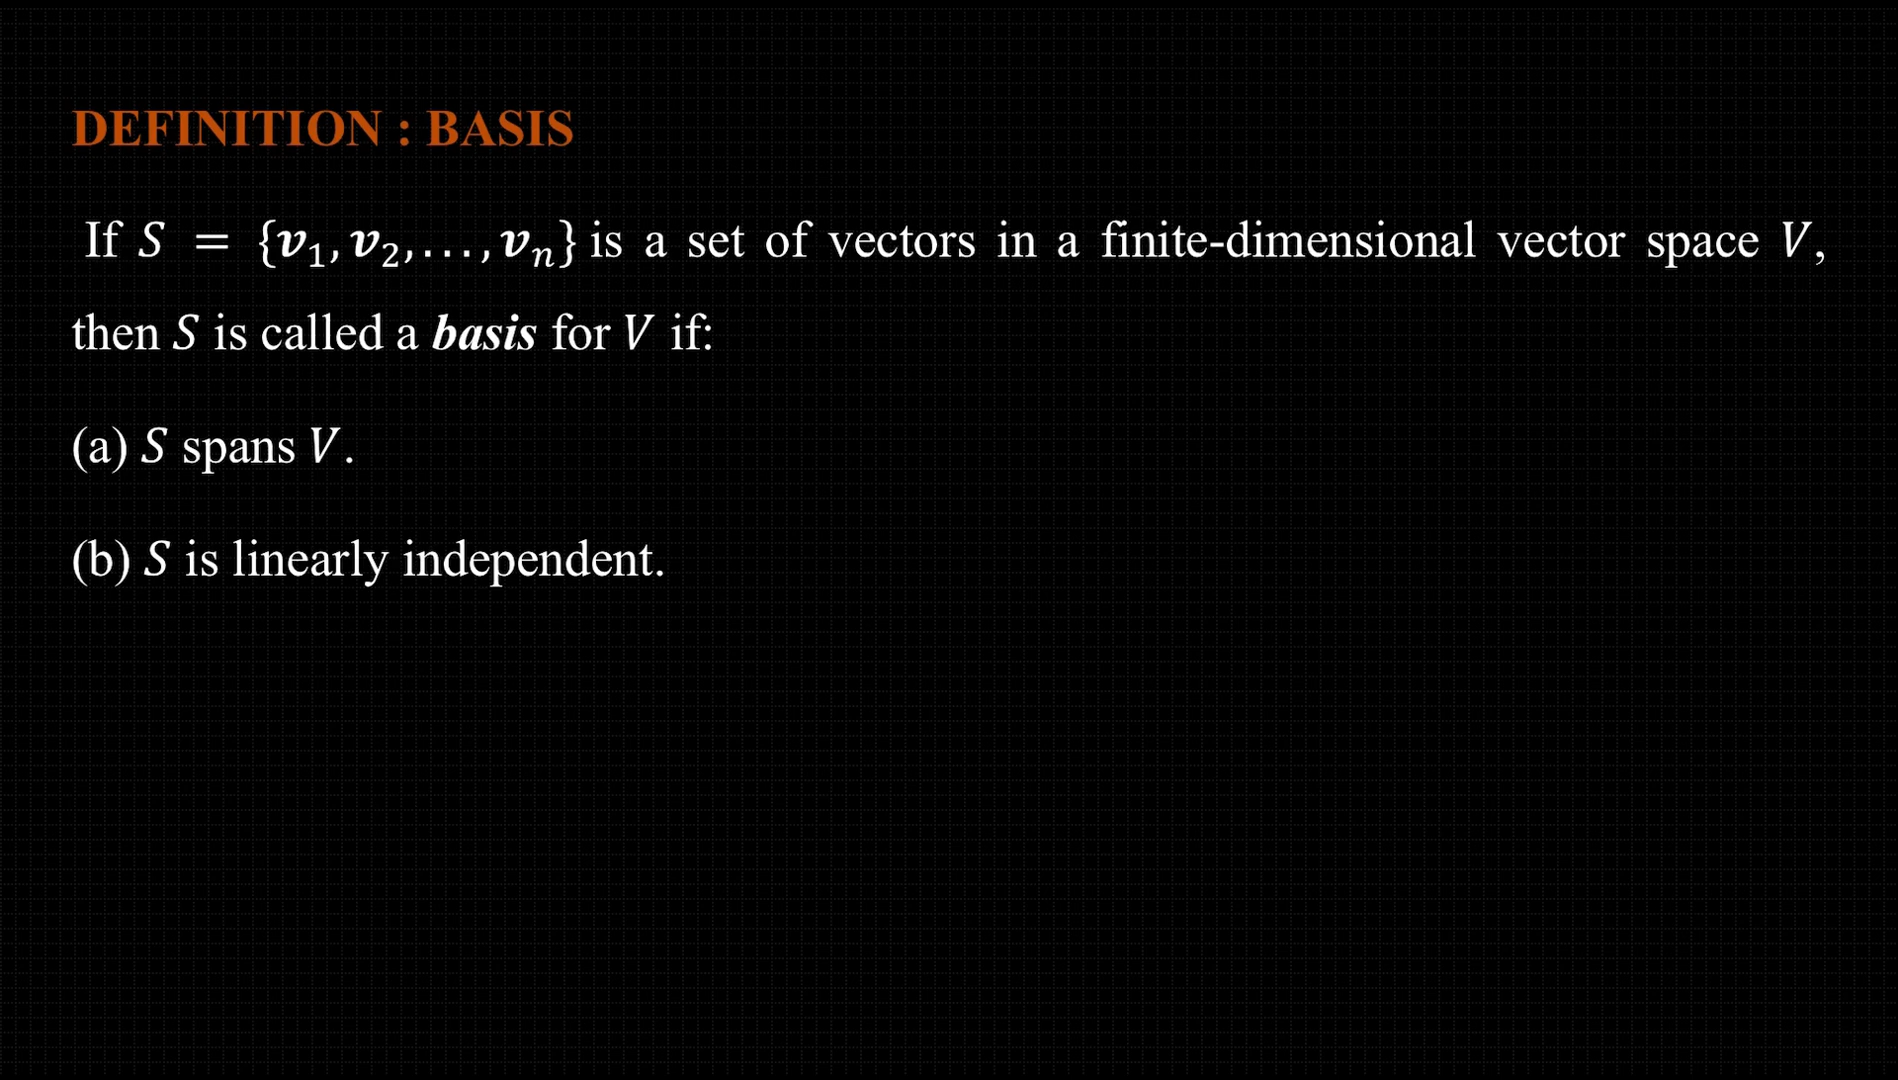 DEFINITION : BASIS
If S = {v₁, v₂, . . . , vₙ} is a set of vectors in a finite-dimensional vector space V,
then S is called a basis for V if:
(a) S spans V.
(b) S is linearly independent.